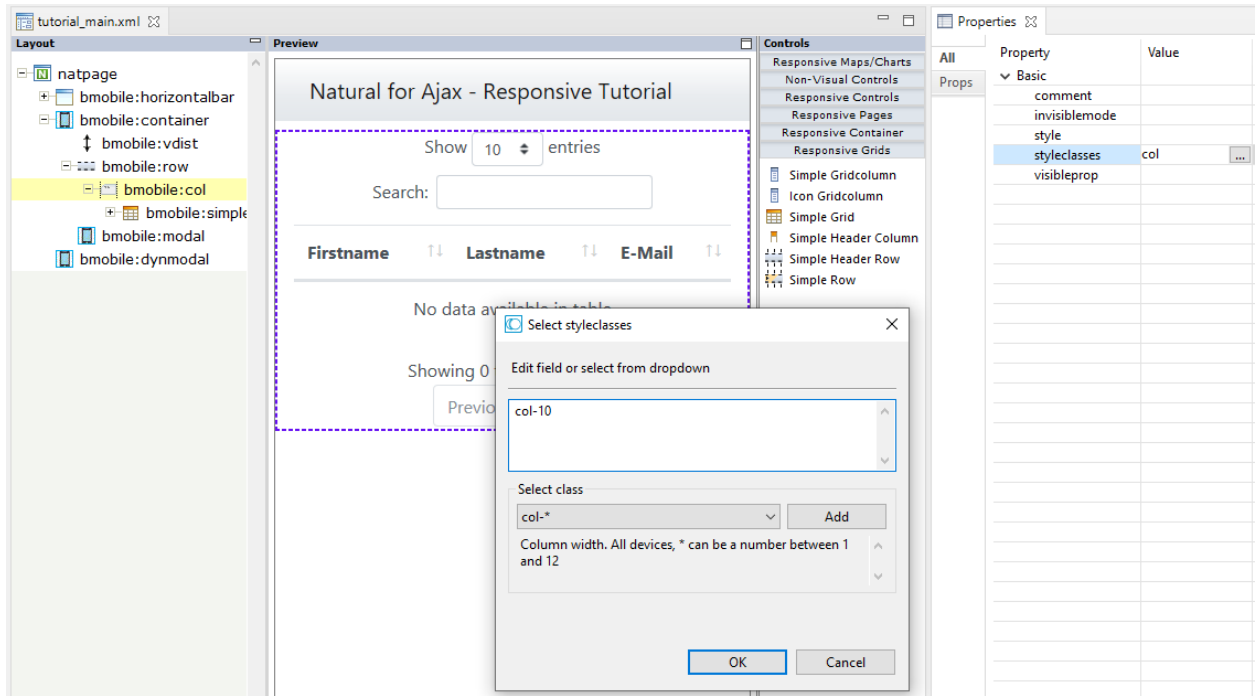 tutorial_main.xml
Layout
natpage
bmobile:horizontalbar
bmobile:container
bmobile:vdist
bmobile:row
bmobile:col
bmobile:simple
bmobile:modal
bmobile:dynmodal
Preview
Natural for Ajax - Responsive Tutorial
Show 10 entries
Search:
Firstname Lastname E-Mail
No data available in table
Showing 0
Previo
Controls
Responsive Maps/Charts
Non-Visual Controls
Responsive Controls
Responsive Pages
Responsive Container
Responsive Grids
Simple Gridcolumn
Icon Gridcolumn
Simple Grid
Simple Header Column
Simple Header Row
Simple Row
Select styleclasses
Edit field or select from dropdown
col-10
Select class
col-* Add
Column width. All devices, * can be a number between 1
and 12
OK Cancel
Properties
All
Props
Property Value
Basic
comment
invisiblemode
style
styleclasses col ...
visibleprop